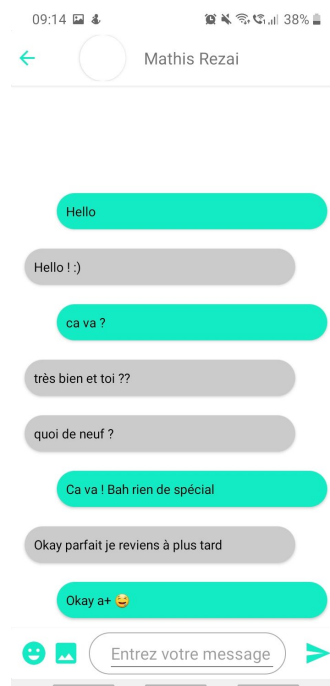 09:14
38%
Mathis Rezai
Hello
Hello ! :)
ca va ?
très bien et toi ??
quoi de neuf ?
Ca va ! Bah rien de spécial
Okay parfait je reviens à plus tard
Okay a+ 😄
Entrez votre message